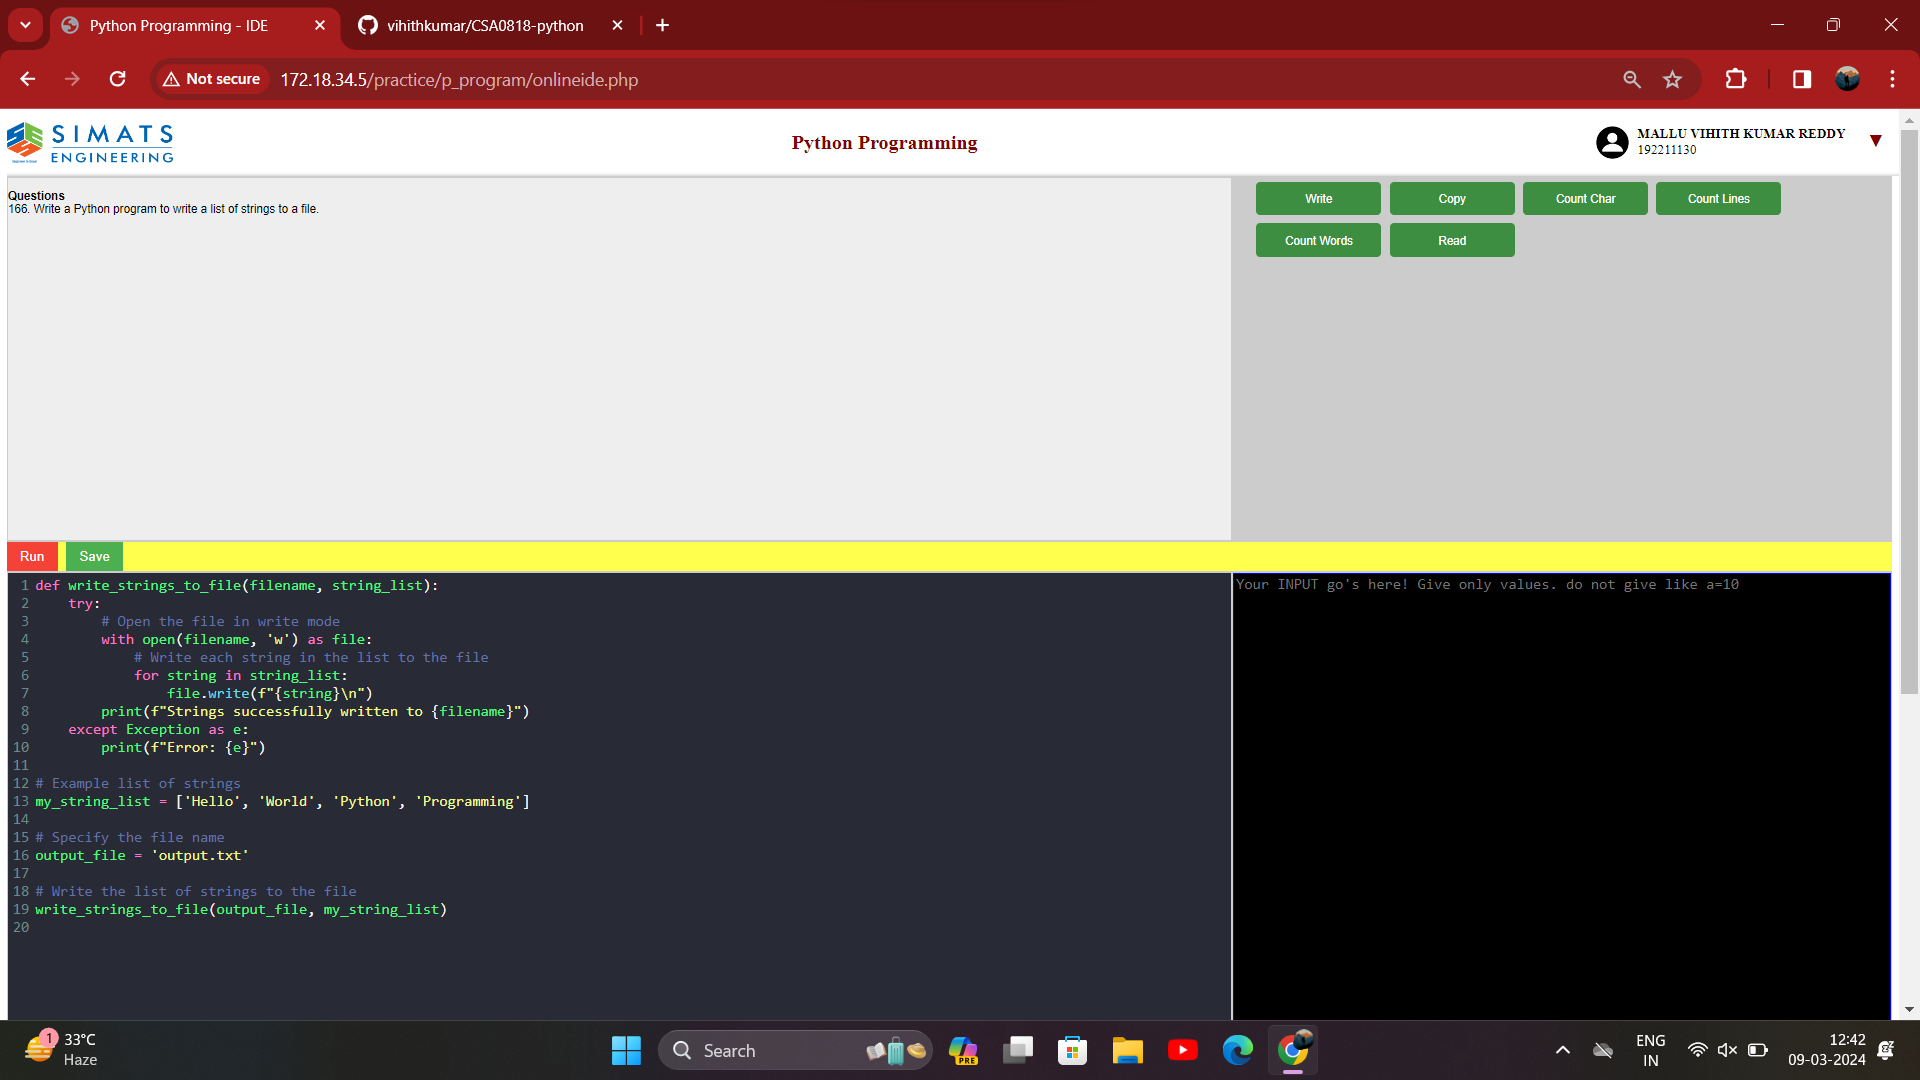 Python Programming - IDE
vihithkumar/CSA0818-python
Not secure
172.18.34.5/practice/p_program/onlineide.php
SIMATS
ENGINEERING
Python Programming
MALLU VIHITH KUMAR REDDY
192211130
Questions
166. Write a Python program to write a list of strings to a file.
Write
Copy
Count Char
Count Lines
Count Words
Read
Run
Save
1 def write_strings_to_file(filename, string_list):
2     try:
3         # Open the file in write mode
4         with open(filename, 'w') as file:
5             # Write each string in the list to the file
6             for string in string_list:
7                 file.write(f"{string}\n")
8         print(f"Strings successfully written to {filename}")
9     except Exception as e:
10         print(f"Error: {e}")
11
12 # Example list of strings
13 my_string_list = ['Hello', 'World', 'Python', 'Programming']
14
15 # Specify the file name
16 output_file = 'output.txt'
17
18 # Write the list of strings to the file
19 write_strings_to_file(output_file, my_string_list)
20
Your INPUT go's here! Give only values. do not give like a=10
1
33°C
Haze
Search
PRE
ENG
IN
12:42
09-03-2024